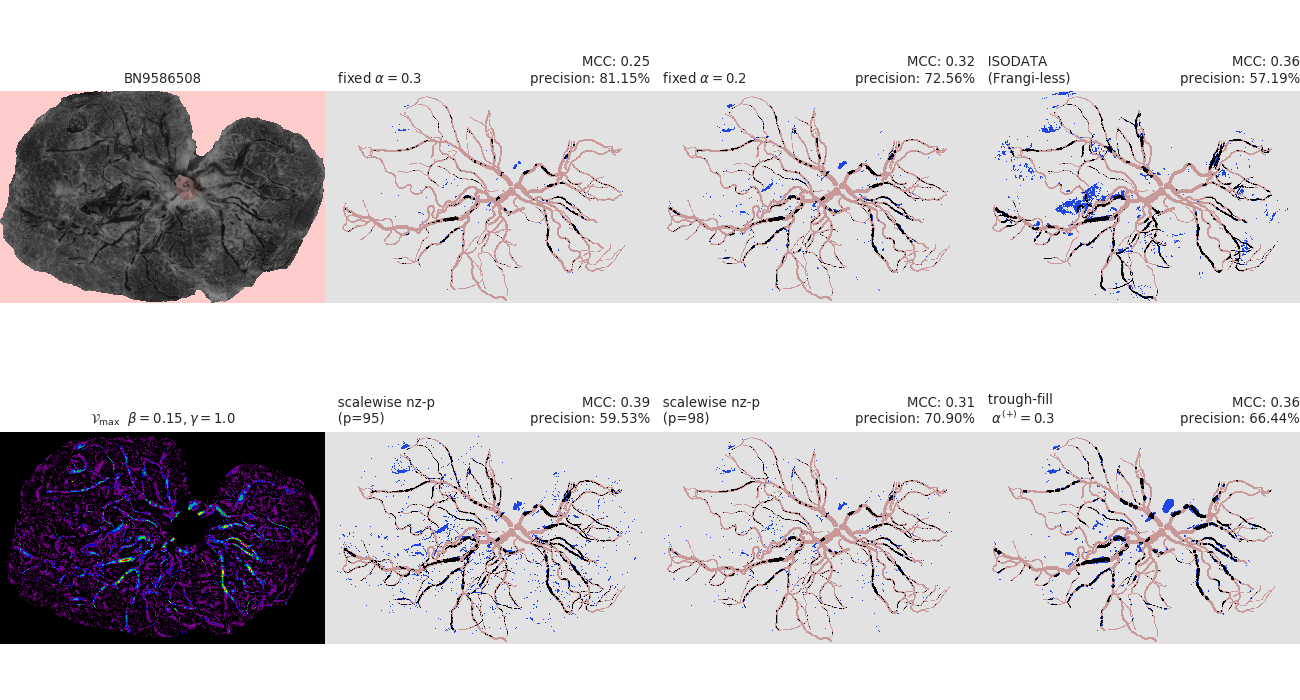 BN9586508
fixed α = 0.3
MCC: 0.25
precision: 81.15%
fixed α = 0.2
MCC: 0.32
precision: 72.56%
ISODATA
(Frangi-less)
MCC: 0.36
precision: 57.19%
𝒱max β = 0.15, γ = 1.0
scalewise nz-p
(p=95)
MCC: 0.39
precision: 59.53%
scalewise nz-p
(p=98)
MCC: 0.31
precision: 70.90%
trough-fill
α(+) = 0.3
MCC: 0.36
precision: 66.44%